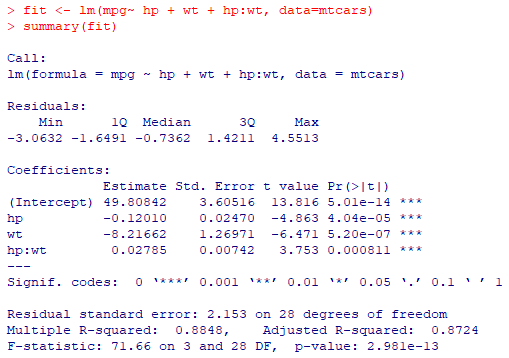 > fit <- lm(mpg~ hp + wt + hp:wt, data=mtcars)
> summary(fit)
Call:
lm(formula = mpg ~ hp + wt + hp:wt, data = mtcars)
Residuals:
    Min      1Q  Median      3Q     Max
-3.0632 -1.6491 -0.7362  1.4211  4.5513
Coefficients:
            Estimate Std. Error t value Pr(>|t|)
(Intercept) 49.80842    3.60516  13.816 5.01e-14 ***
hp          -0.12010    0.02470  -4.863 4.04e-05 ***
wt          -8.21662    1.26971  -6.471 5.20e-07 ***
hp:wt        0.02785    0.00742   3.753 0.000811 ***
---
Signif. codes:  0 ‘***’ 0.001 ‘**’ 0.01 ‘*’ 0.05 ‘.’ 0.1 ‘ ’ 1
Residual standard error: 2.153 on 28 degrees of freedom
Multiple R-squared:  0.8848,    Adjusted R-squared:  0.8724
F-statistic: 71.66 on 3 and 28 DF,  p-value: 2.981e-13